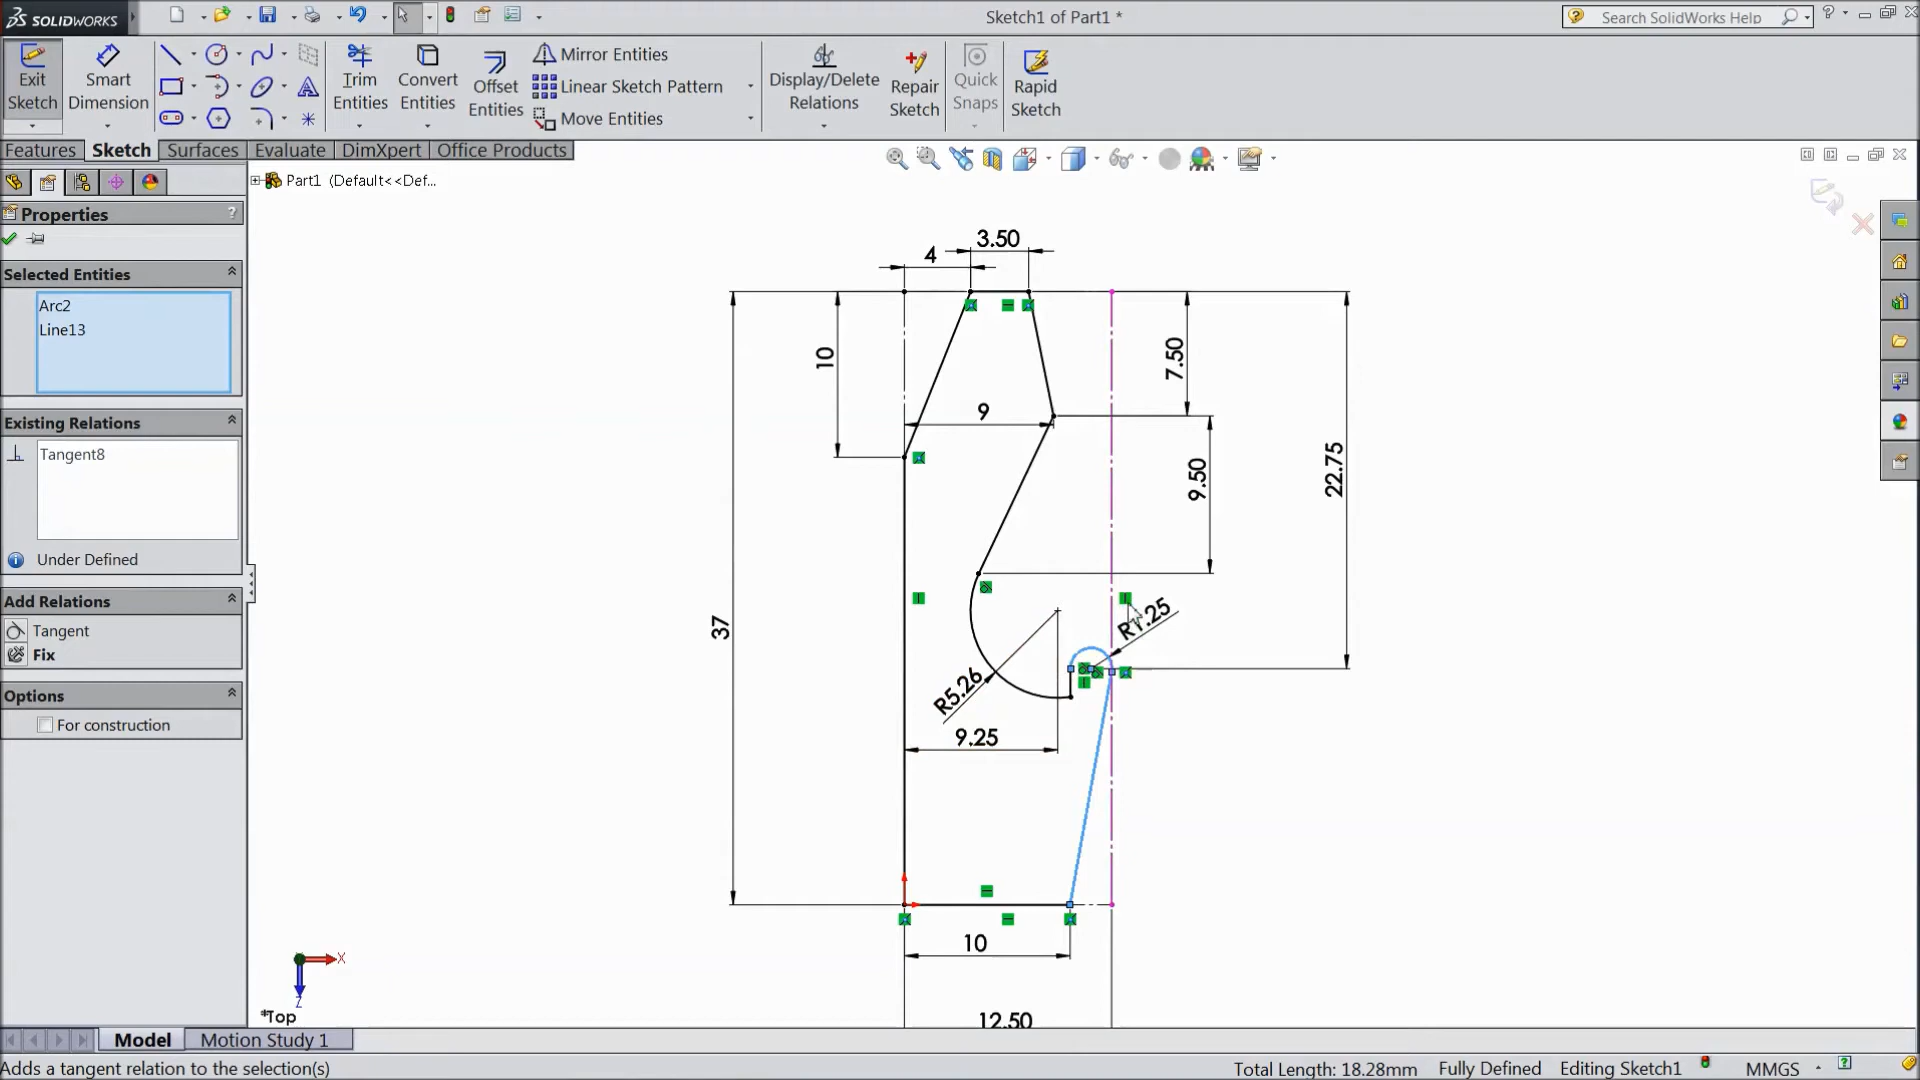 SOLIDWORKS
Sketch1 of Part1 *
Search SolidWorks Help
?
Exit Sketch
Smart Dimension
Trim Entities
Convert Entities
Offset Entities
Mirror Entities
Linear Sketch Pattern
Move Entities
Display/Delete Relations
Repair Sketch
Quick Snaps
Rapid Sketch
Features
Sketch
Surfaces
Evaluate
DimXpert
Office Products
Part1 (Default<<Def...
Properties
?
Selected Entities
Arc2
Line13
Existing Relations
Tangent8
Under Defined
Add Relations
Tangent
Fix
Options
For construction
3.50
4
10
7.50
9
9.50
22.75
37
R1.25
R5.26
9.25
10
12.50
X
Z
*Top
Model
Motion Study 1
Adds a tangent relation to the selection(s)
Total Length: 18.28mm
Fully Defined
Editing Sketch1
MMGS
?